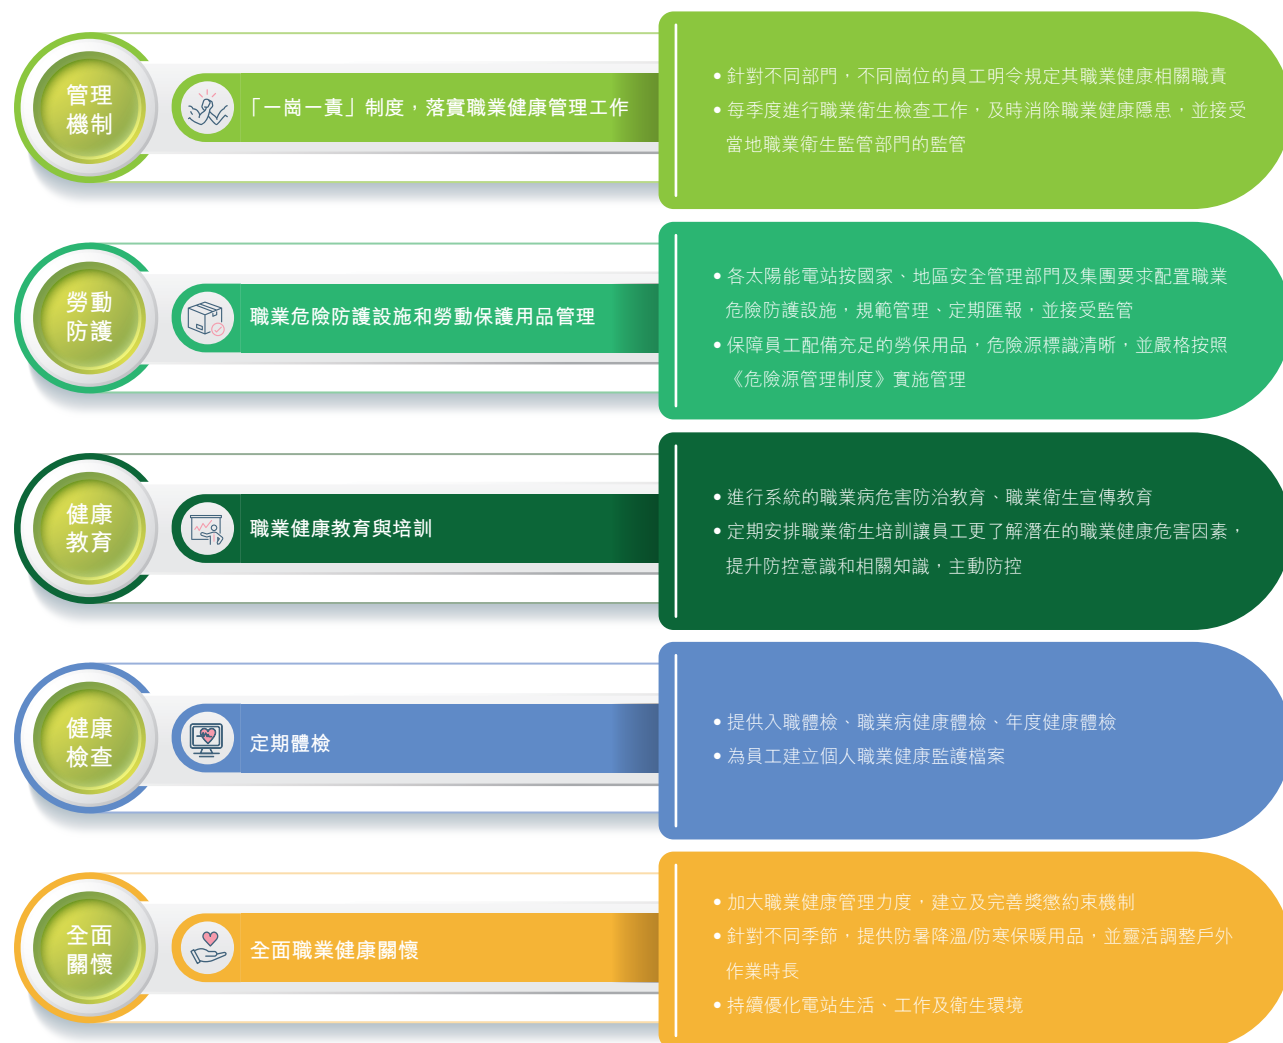 管理
機制
「一崗一責」制度，落實職業健康管理工作
• 針對不同部門，不同崗位的員工明令規定其職業健康相關職責
• 每季度進行職業衛生檢查工作，及時消除職業健康隱患，並接受
當地職業衛生監管部門的監管
勞動
防護
職業危險防護設施和勞動保護用品管理
• 各太陽能電站按國家、地區安全管理部門及集團要求配置職業
危險防護設施，規範管理、定期匯報，並接受監管
• 保障員工配備充足的勞保用品，危險源標識清晰，並嚴格按照
《危險源管理制度》實施管理
健康
教育
職業健康教育與培訓
• 進行系統的職業病危害防治教育、職業衛生宣傳教育
• 定期安排職業衛生培訓讓員工更了解潛在的職業健康危害因素，
提升防控意識和相關知識，主動防控
健康
檢查
定期體檢
• 提供入職體檢、職業病健康體檢、年度健康體檢
• 為員工建立個人職業健康監護檔案
全面
關懷
全面職業健康關懷
• 加大職業健康管理力度，建立及完善獎懲約束機制
• 針對不同季節，提供防暑降溫/防寒保暖用品，並靈活調整戶外
作業時長
• 持續優化電站生活、工作及衛生環境